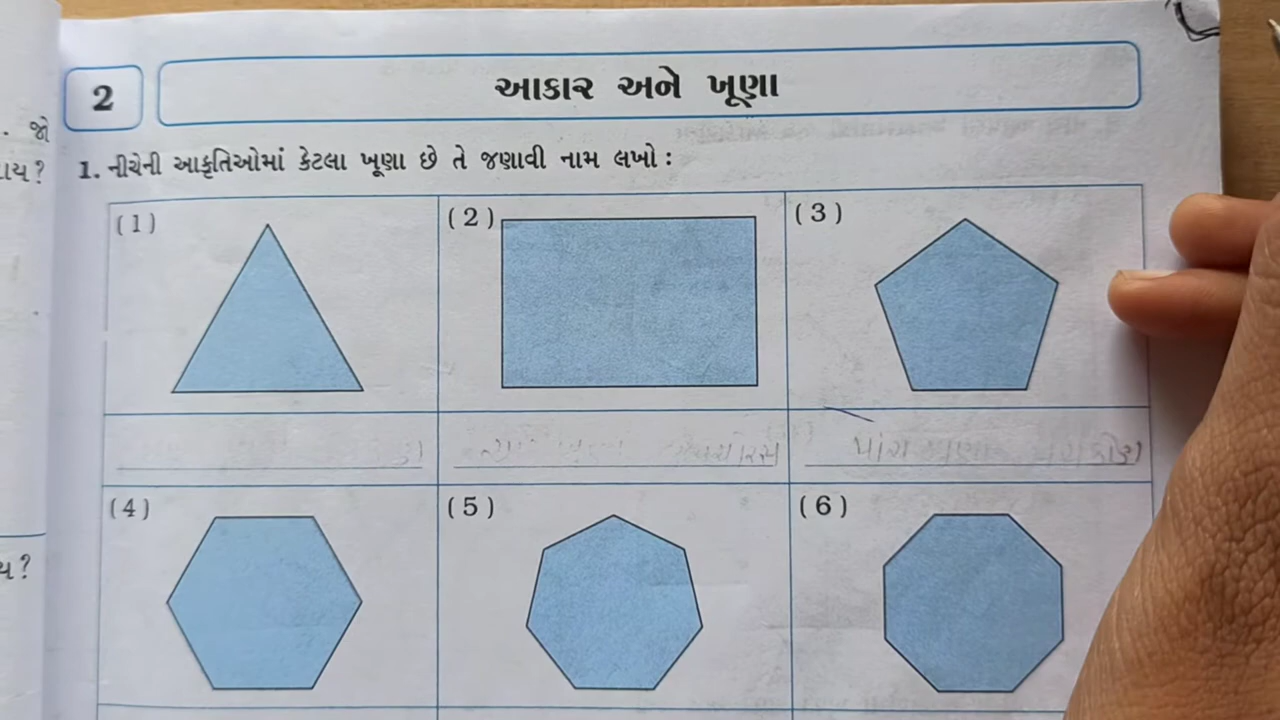 2
આકાર અને ખૂણા
. જો
ાય?
1. નીચેની આકૃતિઓમાં કેટલા ખૂણા છે તે જણાવી નામ લખો :
(1)
(2)
(3)
પાંચ ખૂણા
(4)
(5)
(6)
ય?